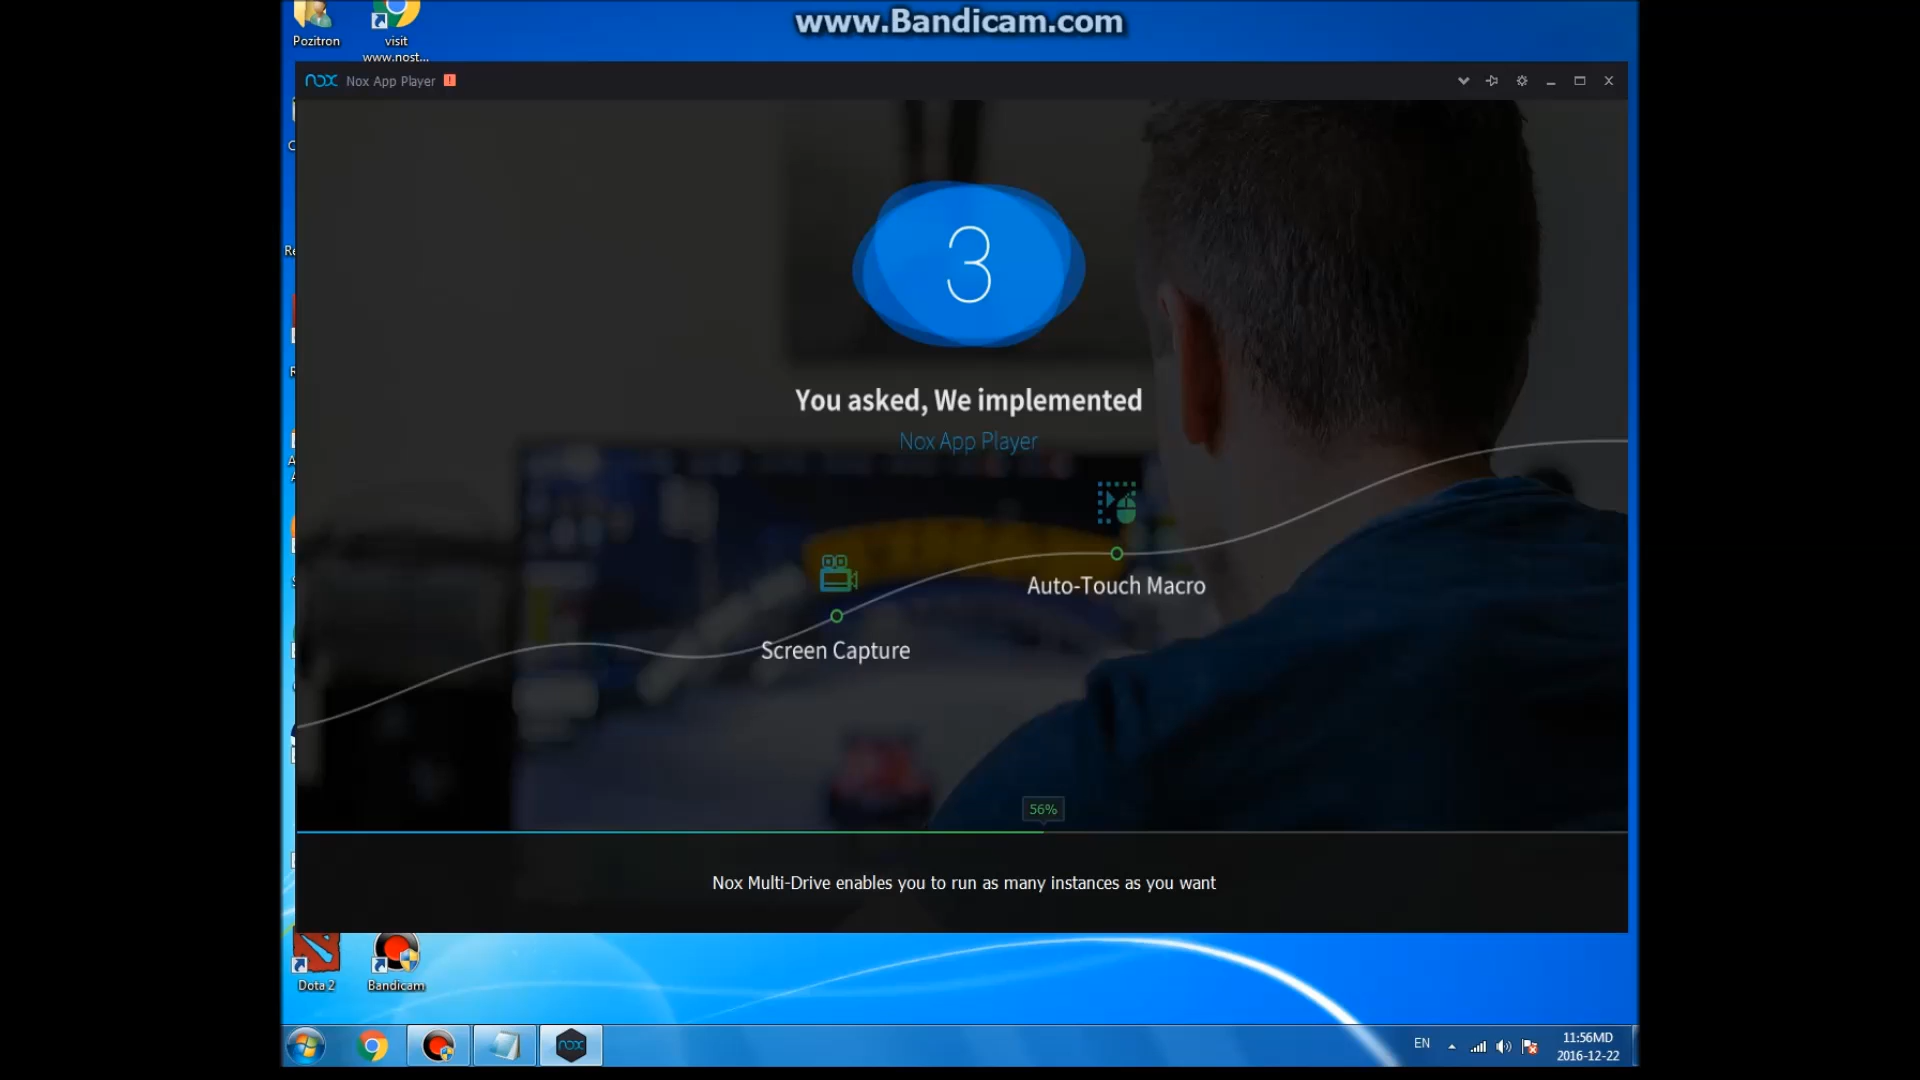 www.Bandicam.com
Pozitron
visit
www.nost...
nox Nox App Player !
3
You asked, We implemented
Nox App Player
Auto-Touch Macro
Screen Capture
56%
Nox Multi-Drive enables you to run as many instances as you want
Dota 2
Bandicam
nox
EN
11:56MD
2016-12-22